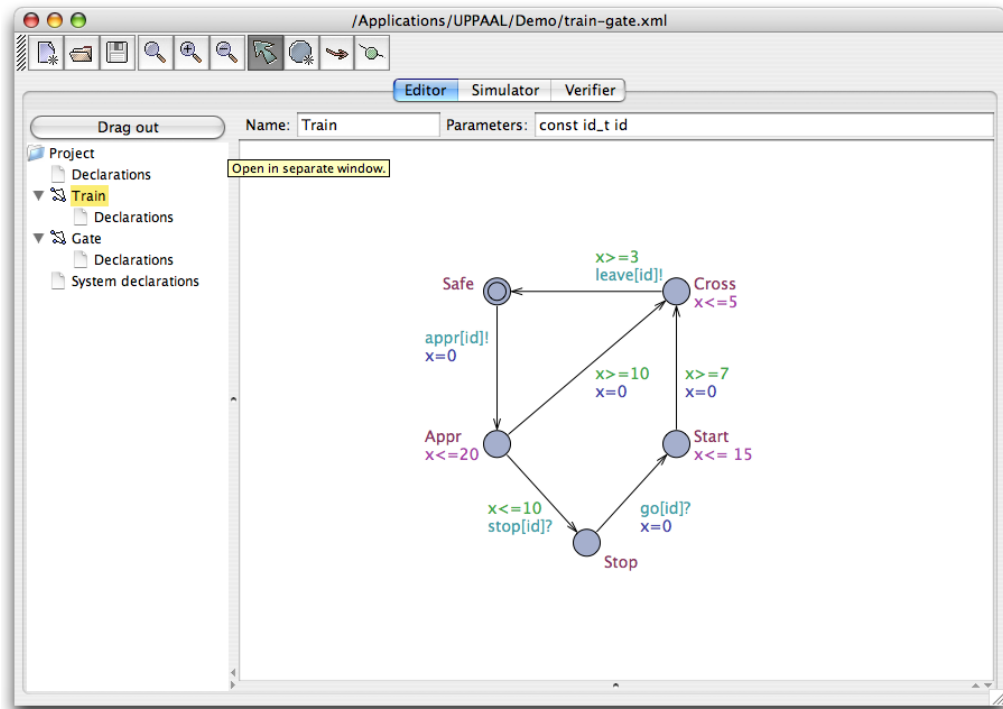 /Applications/UPPAAL/Demo/train-gate.xml
Editor Simulator Verifier
Drag out
Name: Train Parameters: const id_t id
Open in separate window.
Project
Declarations
Train
Declarations
Gate
Declarations
System declarations
x>=3
leave[id]!
Safe
Cross
x<=5
appr[id]!
x=0
x>=10
x=0
x>=7
x=0
Appr
x<=20
Start
x<= 15
x<=10
stop[id]?
go[id]?
x=0
Stop